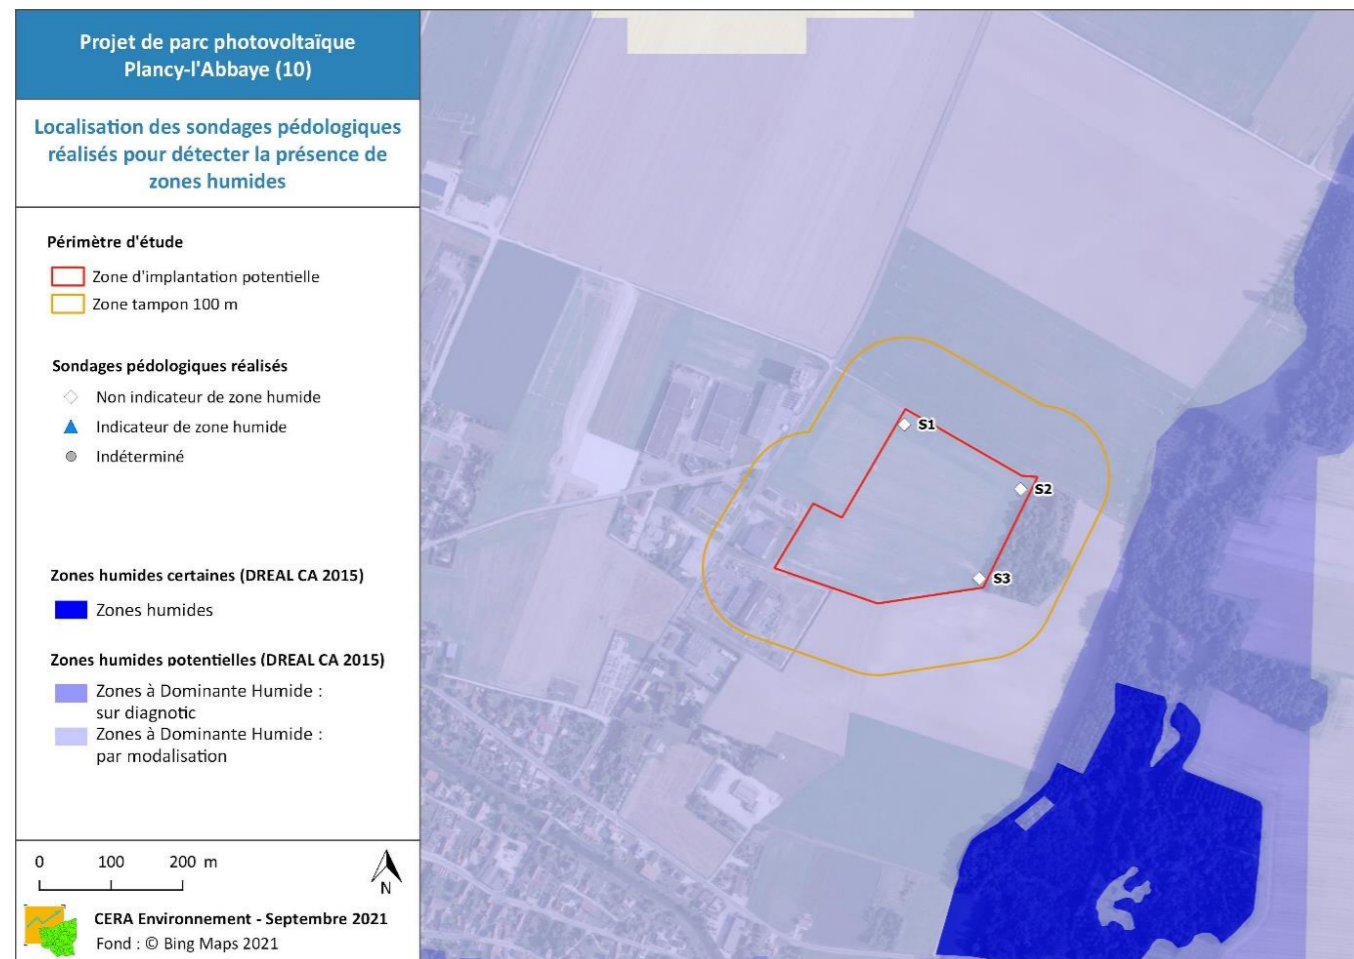 Projet de parc photovoltaïque
Plancy-l'Abbaye (10)
Localisation des sondages pédologiques
réalisés pour détecter la présence de
zones humides
Périmètre d'étude
Zone d'implantation potentielle
Zone tampon 100 m
Sondages pédologiques réalisés
Non indicateur de zone humide
Indicateur de zone humide
Indéterminé
Zones humides certaines (DREAL CA 2015)
Zones humides
Zones humides potentielles (DREAL CA 2015)
Zones à Dominante Humide :
sur diagnotic
Zones à Dominante Humide :
par modalisation
0 100 200 m
N
CERA Environnement - Septembre 2021
Fond : © Bing Maps 2021
S1
S2
S3